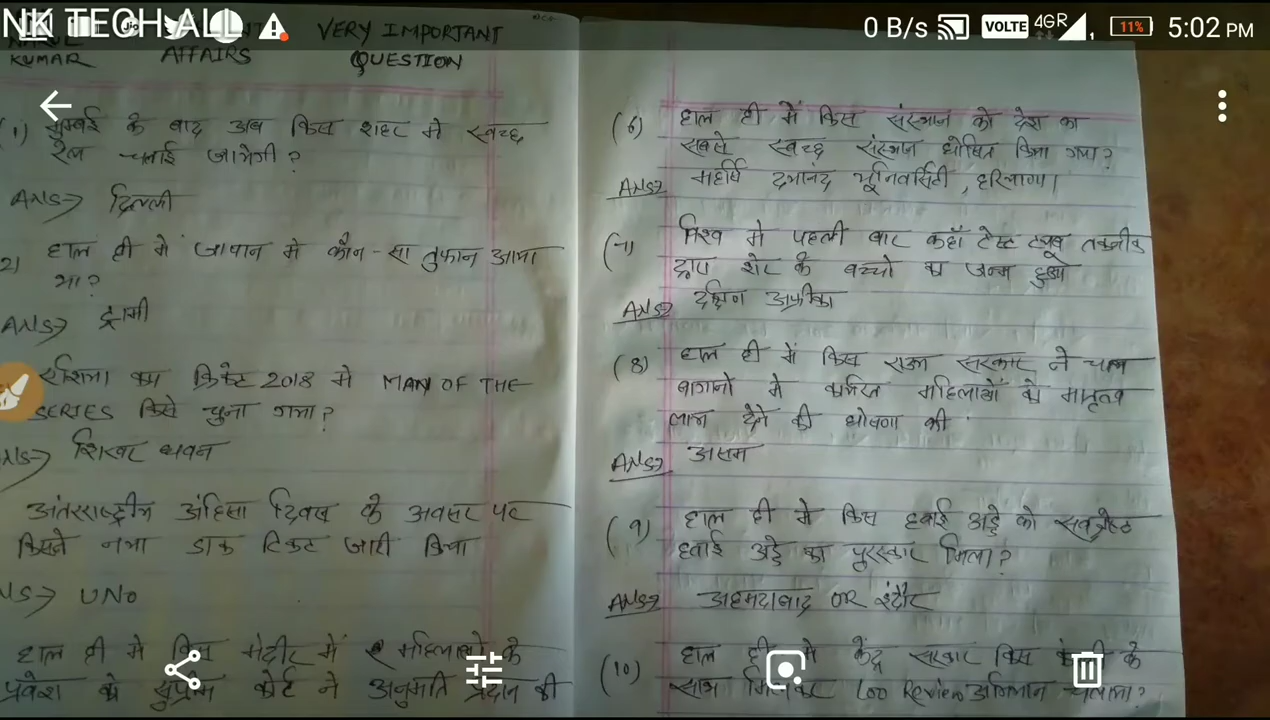 NK TECH ALL
0 B/s VOLTE 4GR 11% 5:02 PM
KUMAR AFFAIRS VERY IMPORTANT QUESTION
(1) मुम्बई के बाद अब किस शहर मे स्वच्छ
रेल चलाई जायेगी?
ANS⇒ दिल्ली
2) हाल ही मे जापान मे कौन-सा तुफान आया
था?
ANS⇒ ट्रामी
एशिया कप क्रिकेट 2018 मे MAN OF THE
SERIES किसे चुना गया?
NS⇒ शिखर धवन
अंतरराष्ट्रीय अंहिसा दिवस के अवसर पर
किसने नया डाक टिकट जारी किया
NS⇒ UNO
हाल ही मे किस मंदीर में महिलाओ के
प्रवेश को सुप्रीम कोर्ट ने अनुमति प्रदान की
(6) हाल ही में किस संस्थान को देश का
सबसे स्वच्छ संस्थान घोषित किया गया?
ANS⇒ महर्षि दयानंद यूनिवर्सिटी, हरियाणा।
(7) विश्व मे पहली बार कहाँ टेस्ट ट्यूब तकनीक
द्वारा शेर के बच्चो का जन्म हुआ
ANS⇒ दक्षिण अफ्रीका
(8) हाल ही में किस राज्य सरकार ने चाय
बागानो मे कार्यरत महिलाओं को मातृत्व
लाभ देने की घोषणा की
ANS⇒ असम
(9) हाल ही मे किस हवाई अड्डे को सर्वश्रेष्ठ
हवाई अड्डे का पुरस्कार मिला?
ANS⇒ अहमदाबाद OR इंदौर
(10) हाल ही मे केंद्र सरकार किस के
साथ मिलकर Loo Review अभियान चलाया?